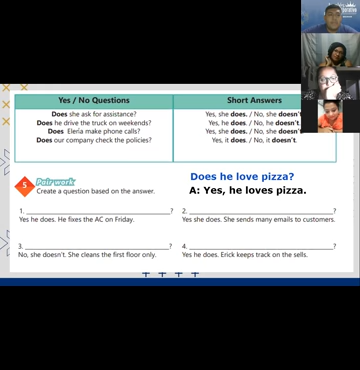 Yes / No Questions
Short Answers
Does she ask for assistance?
Yes, she does. / No, she doesn't
Does he drive the truck on weekends?
Yes, he does. / No, he doesn't.
Does Elería make phone calls?
Yes, she does. / No, she doesn't
Does our company check the policies?
Yes, it does. / No, it doesn't.
5
Pair work
Create a question based on the answer.
Does he love pizza?
A: Yes, he loves pizza.
1. ?
Yes he does. He fixes the AC on Friday.
2. ?
Yes she does. She sends many emails to customers.
3. ?
No, she doesn't. She cleans the first floor only.
4. ?
Yes he does. Erick keeps track on the sells.